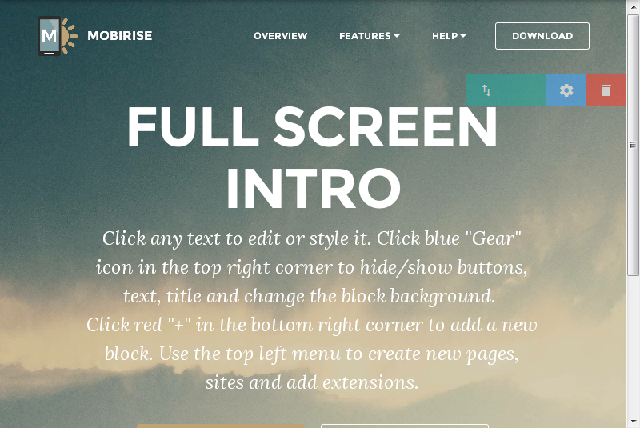 M MOBIRISE OVERVIEW FEATURES HELP DOWNLOAD
FULL SCREEN
INTRO
Click any text to edit or style it. Click blue "Gear"
icon in the top right corner to hide/show buttons,
text, title and change the block background.
Click red "+" in the bottom right corner to add a new
block. Use the top left menu to create new pages,
sites and add extensions.